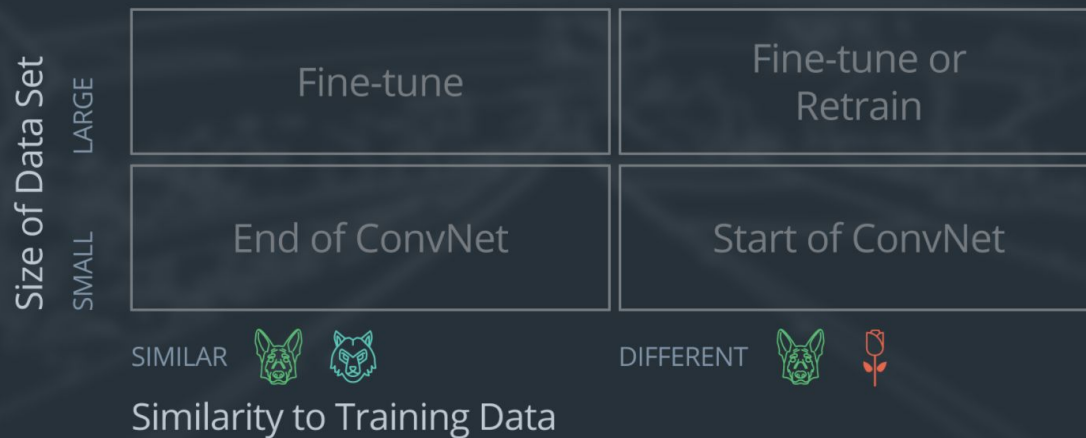 Size of Data Set
LARGE
Fine-tune
Fine-tune or
Retrain
SMALL
End of ConvNet
Start of ConvNet
SIMILAR
DIFFERENT
Similarity to Training Data